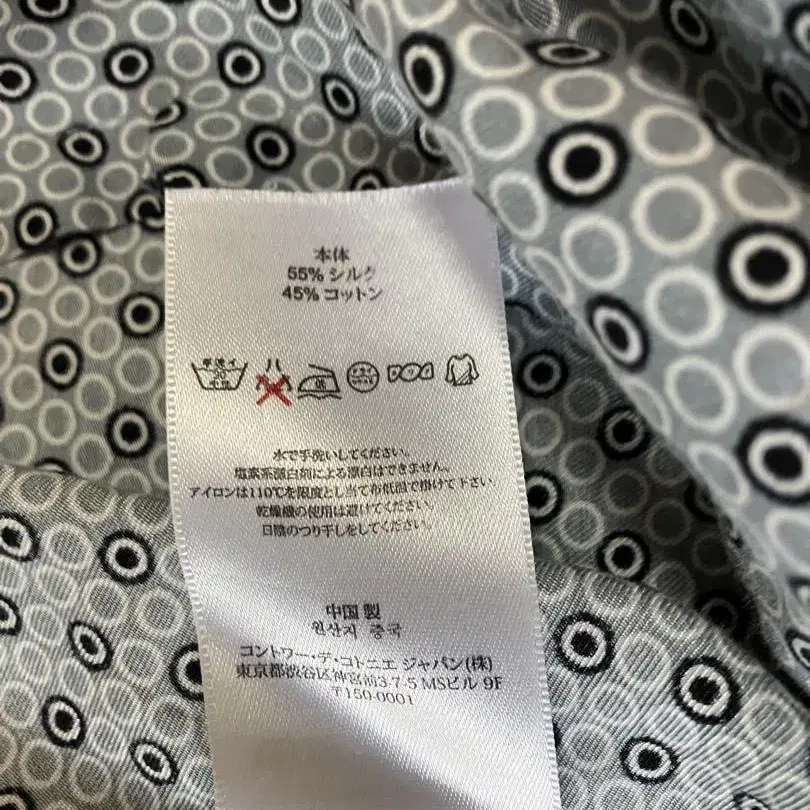 本体
55% シルク
45% コットン
手洗イ
30
水で手洗いしてください。
塩素系漂白剤による漂白はできません。
アイロンは110℃を限度とし当て布低温で掛けて下さい
乾燥機の使用は避けてください。
日陰のつり干しをしてください。
中国 製
원산지 중국
コントワー・デ・コトニエ ジャパン(株)
東京都渋谷区神宮前3-7-5 MSビル 9F
〒150-0001